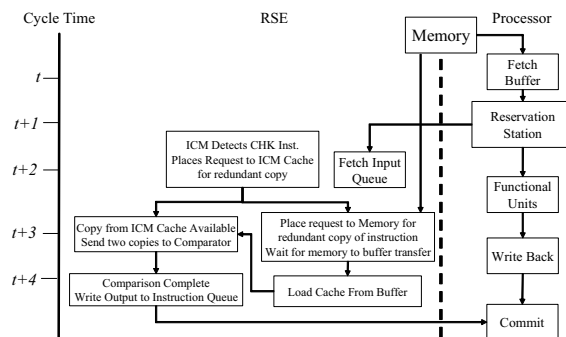 Cycle Time
RSE
Processor
Memory
t
Fetch
Buffer
t+1
Reservation
Station
ICM Detects CHK Inst.
Places Request to ICM Cache
for redundant copy
t+2
Fetch Input
Queue
Functional
Units
t+3
Copy from ICM Cache Available
Send two copies to Comparator
Place request to Memory for
redundant copy of instruction
Wait for memory to buffer transfer
Write Back
t+4
Comparison Complete
Write Output to Instruction Queue
Load Cache From Buffer
Commit